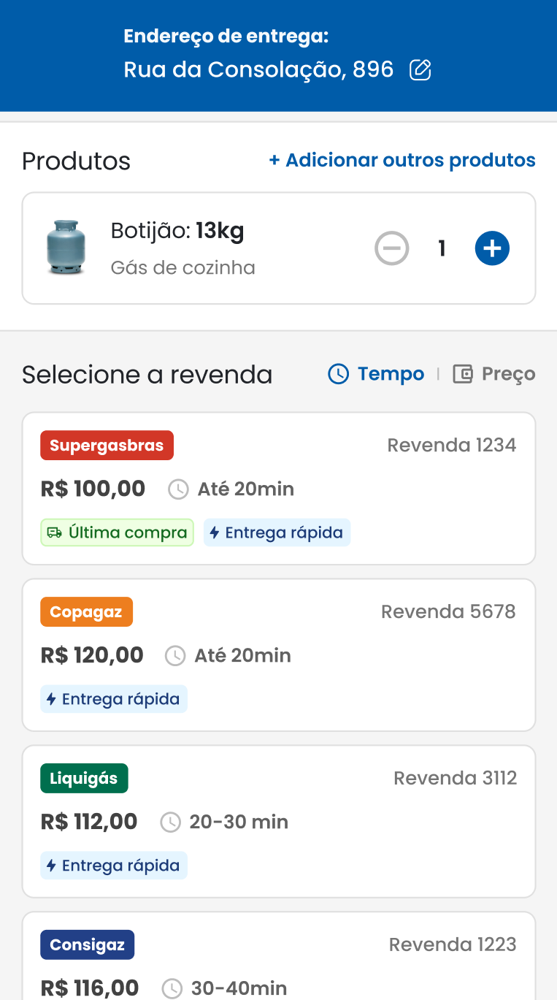 Endereço de entrega:
Rua da Consolação, 896
Produtos
+ Adicionar outros produtos
Botijão: 13kg
1
Gás de cozinha
Selecione a revenda
Tempo
Preço
Supergasbras
Revenda 1234
R$ 100,00
Até 20min
Última compra
Entrega rápida
Copagaz
Revenda 5678
R$ 120,00
Até 20min
Entrega rápida
Liquigás
Revenda 3112
R$ 112,00
20-30 min
Entrega rápida
Consigaz
Revenda 1223
R$ 116,00
30-40min